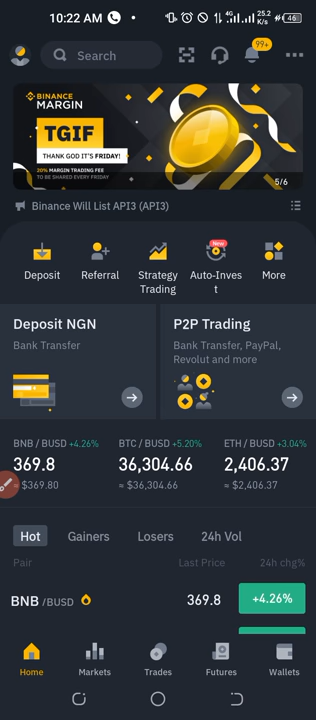 10:22 AM
4G
25.2
K/s
46
Search
99+
BINANCE
MARGIN
TGIF
THANK GOD IT'S FRIDAY!
20% MARGIN TRADING FEE
TO BE SHARED EVERY FRIDAY
5/6
Binance Will List API3 (API3)
New
Deposit
Referral
Strategy
Trading
Auto-Inves
t
More
Deposit NGN
Bank Transfer
P2P Trading
Bank Transfer, PayPal,
Revolut and more
BNB / BUSD +4.26%
369.8
≈ $369.80
BTC / BUSD +5.20%
36,304.66
≈ $36,304.66
ETH / BUSD +3.04%
2,406.37
≈ $2,406.37
Hot Gainers Losers 24h Vol
Pair Last Price 24h chg%
BNB /BUSD 369.8 +4.26%
Home Markets Trades Futures Wallets